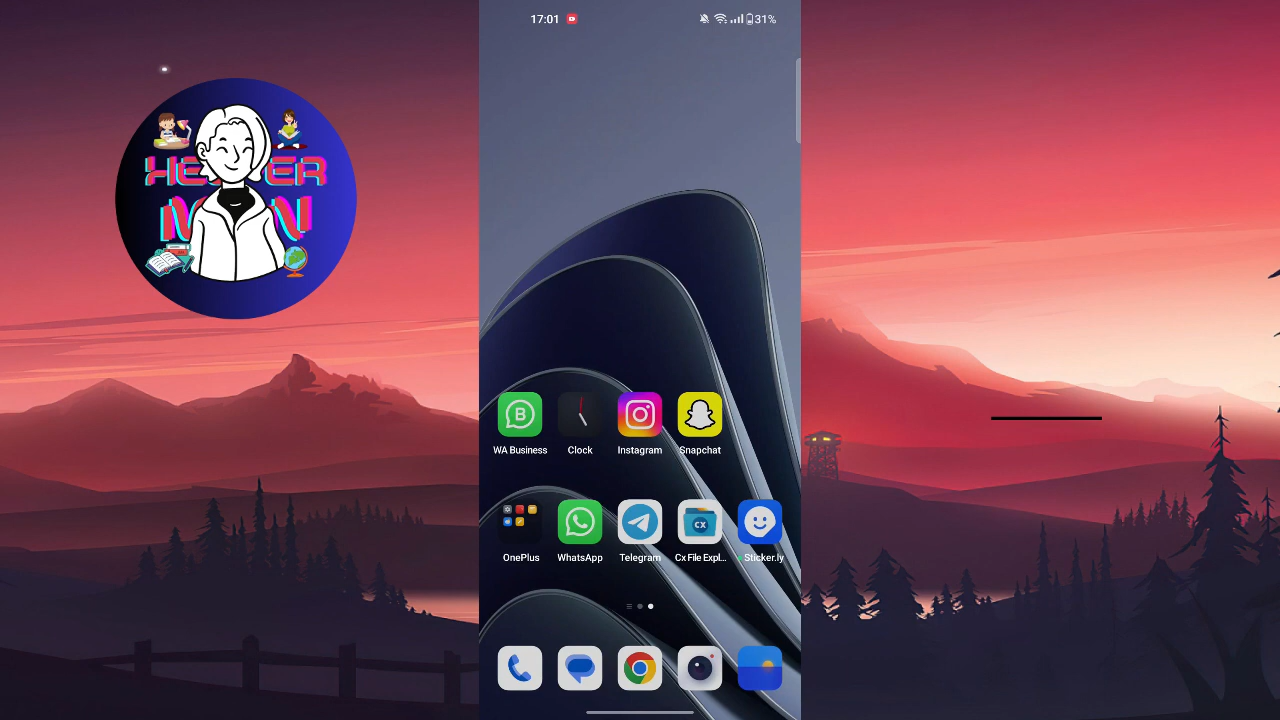 17:01
31%
WA Business
Clock
Instagram
Snapchat
OnePlus
WhatsApp
Telegram
Cx File Expl...
Sticker.ly